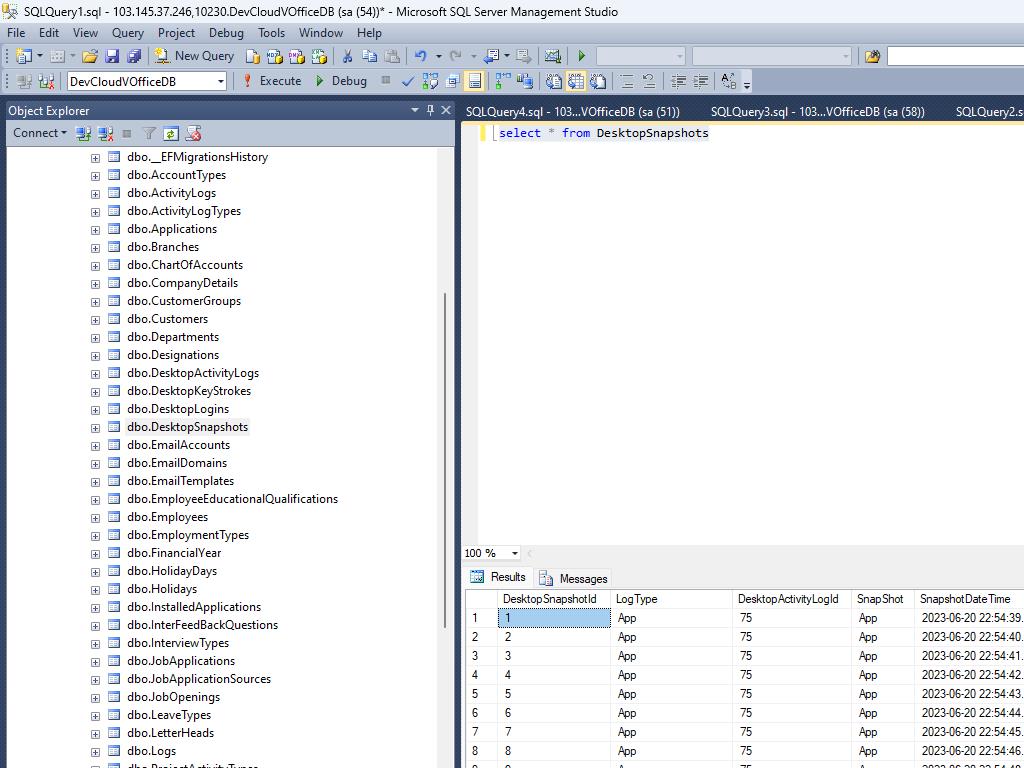 SQLQuery1.sql - 103.145.37.246,10230.DevCloudVOfficeDB (sa (54))* - Microsoft SQL Server Management Studio
File Edit View Query Project Debug Tools Window Help
New Query
DevCloudVOfficeDB Execute Debug
Object Explorer
SQLQuery4.sql - 103...VOfficeDB (sa (51)) SQLQuery3.sql - 103...VOfficeDB (sa (58)) SQLQuery2.s
Connect
select * from DesktopSnapshots
dbo.__EFMigrationsHistory
dbo.AccountTypes
dbo.ActivityLogs
dbo.ActivityLogTypes
dbo.Applications
dbo.Branches
dbo.ChartOfAccounts
dbo.CompanyDetails
dbo.CustomerGroups
dbo.Customers
dbo.Departments
dbo.Designations
dbo.DesktopActivityLogs
dbo.DesktopKeyStrokes
dbo.DesktopLogins
dbo.DesktopSnapshots
dbo.EmailAccounts
dbo.EmailDomains
dbo.EmailTemplates
dbo.EmployeeEducationalQualifications
dbo.Employees
dbo.EmploymentTypes
dbo.FinancialYear
dbo.HolidayDays
dbo.Holidays
dbo.InstalledApplications
dbo.InterFeedBackQuestions
dbo.InterviewTypes
dbo.JobApplications
dbo.JobApplicationSources
dbo.JobOpenings
dbo.LeaveTypes
dbo.LetterHeads
dbo.Logs
dbo.ProjectActivityTypes
100 %
Results Messages
DesktopSnapshotId LogType DesktopActivityLogId SnapShot SnapshotDateTime
1 1 App 75 App 2023-06-20 22:54:39.
2 2 App 75 App 2023-06-20 22:54:40.
3 3 App 75 App 2023-06-20 22:54:41.
4 4 App 75 App 2023-06-20 22:54:42.
5 5 App 75 App 2023-06-20 22:54:43.
6 6 App 75 App 2023-06-20 22:54:44.
7 7 App 75 App 2023-06-20 22:54:45.
8 8 App 75 App 2023-06-20 22:54:46.